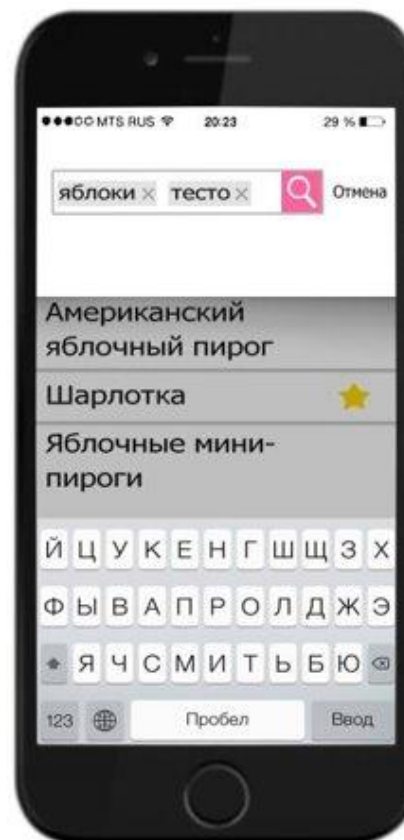 ●●●○○ MTS RUS 20:23 29 %
яблоки × тесто × Отмена
Американский
яблочный пирог
Шарлотка
Яблочные мини-
пироги
Й Ц У К Е Н Г Ш Щ З Х
Ф Ы В А П Р О Л Д Ж Э
Я Ч С М И Т Ь Б Ю
123 Пробел Ввод